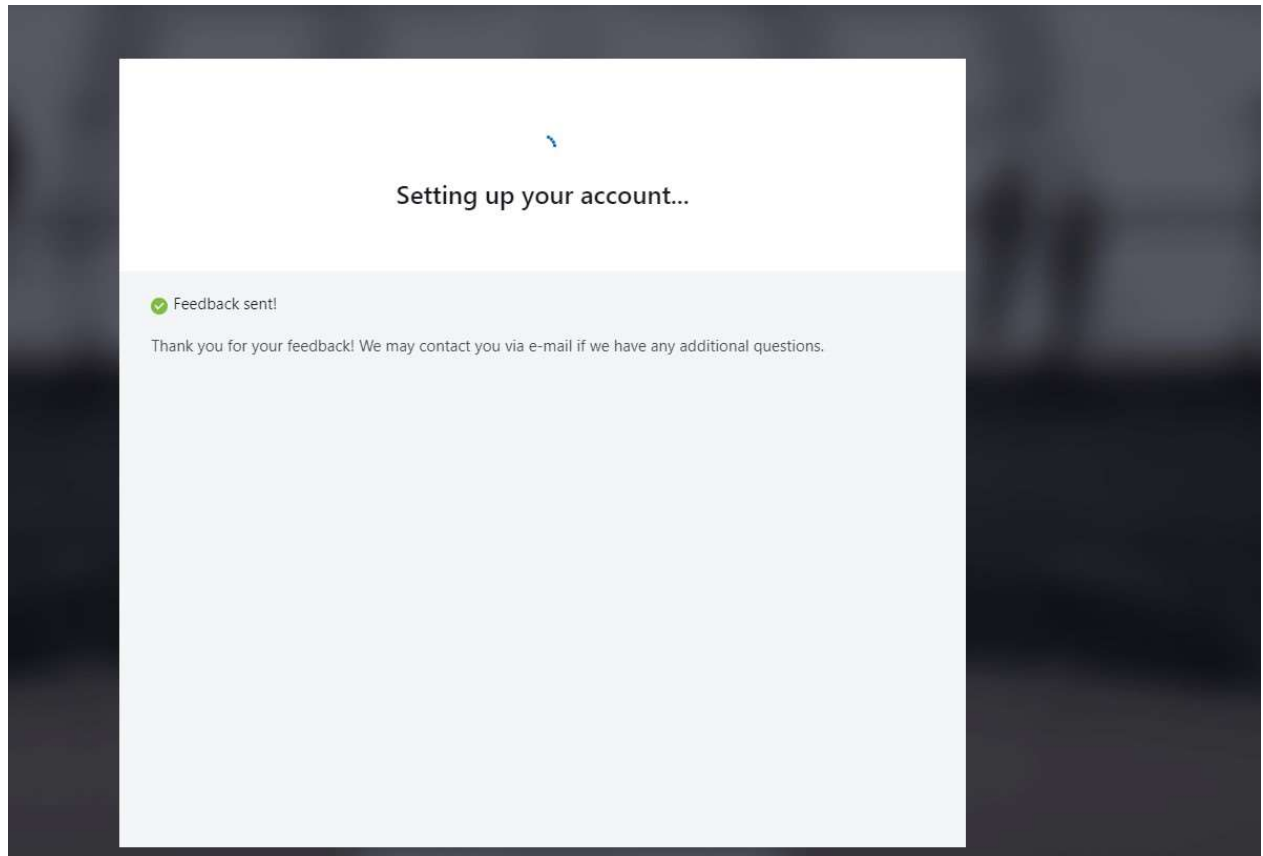 Setting up your account...
Feedback sent!
Thank you for your feedback! We may contact you via e-mail if we have any additional questions.